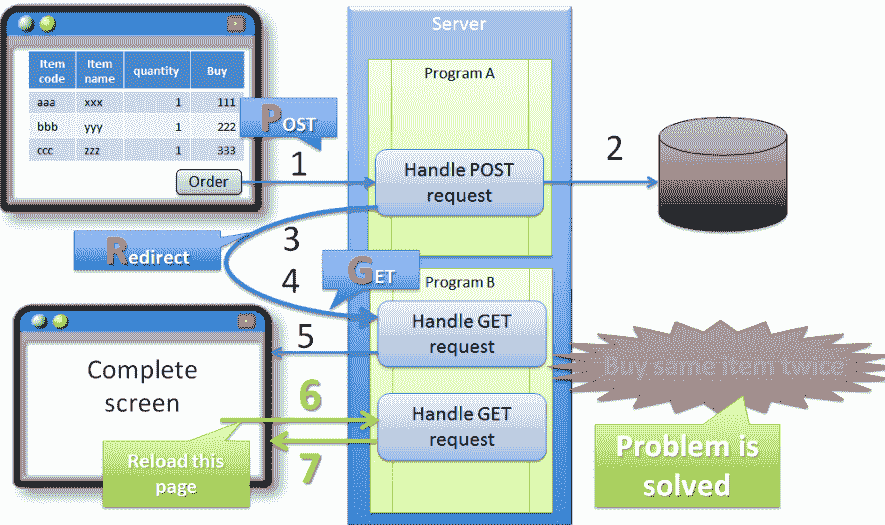 Server
Item code Item name quantity Buy
aaa xxx 1 111
bbb yyy 1 222
ccc zzz 1 333
Order
POST
1
Program A
Handle POST
request
2
Redirect
3
4
GET
Program B
Handle GET
request
5
Complete
screen
Buy same item twice
6
7
Handle GET
request
Reload this
page
Problem is
solved